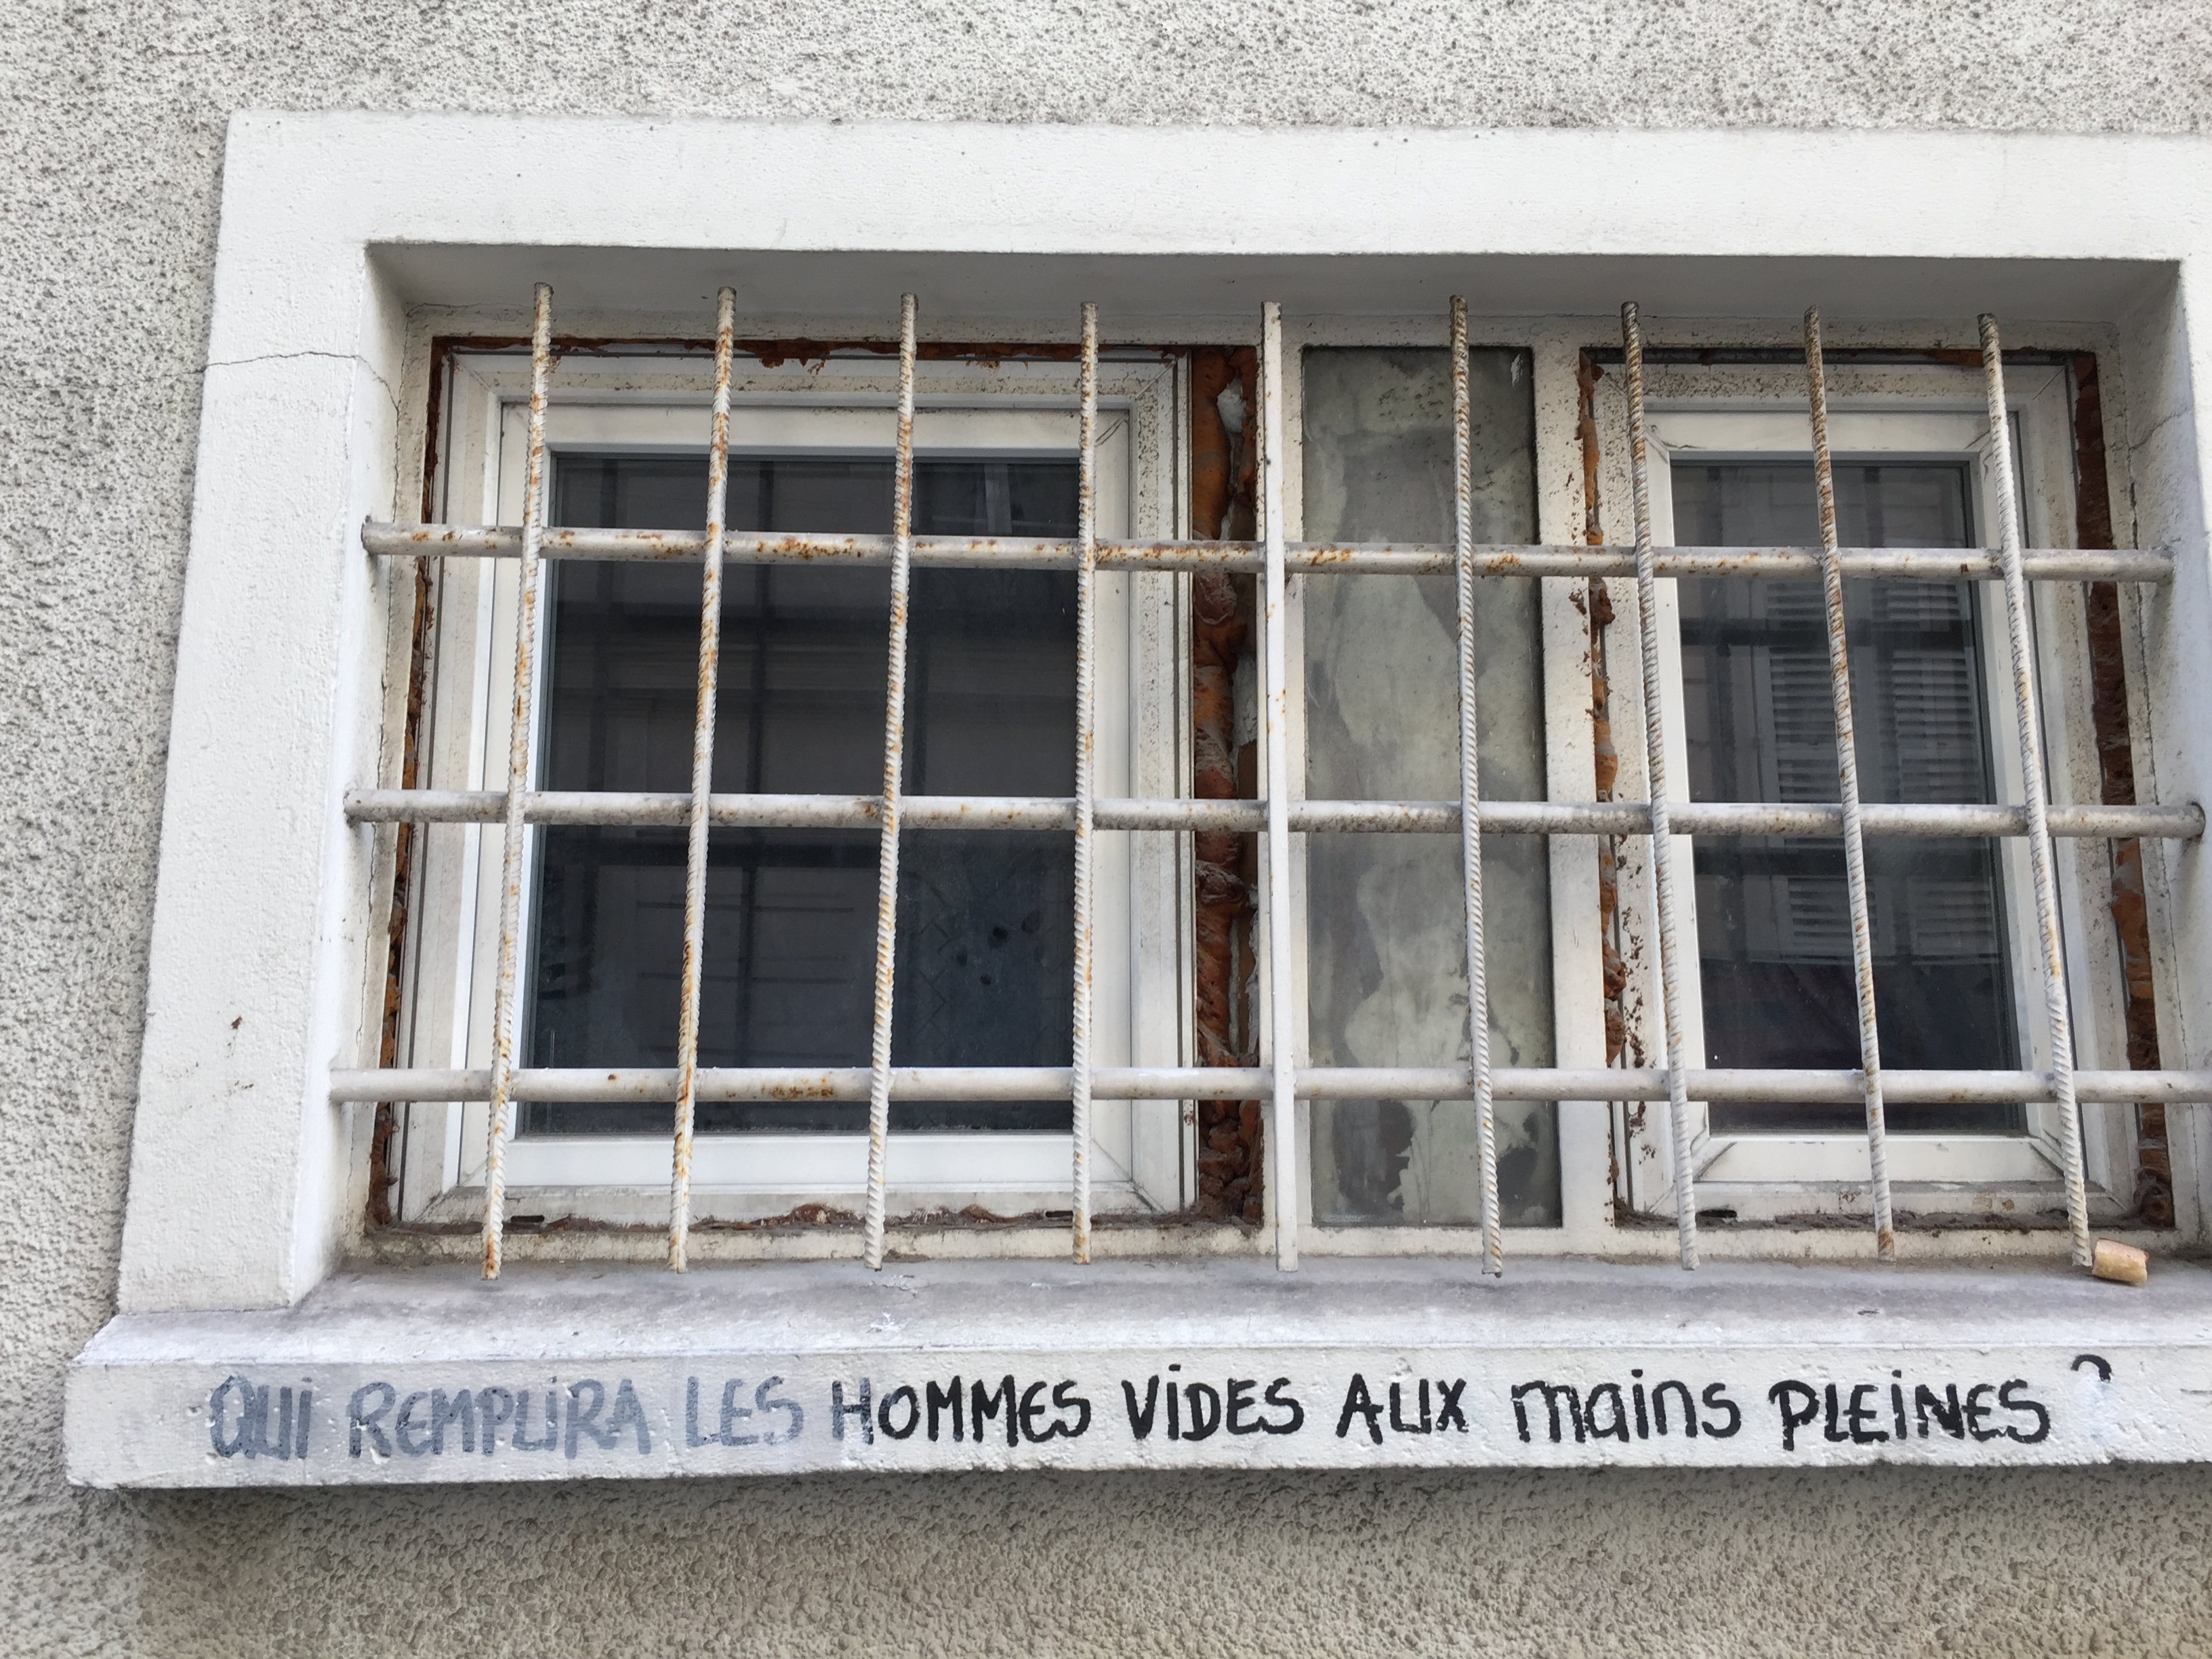 QUi REMPLiRA LES HOMMES ViDES AUX mains PLEiNES ?